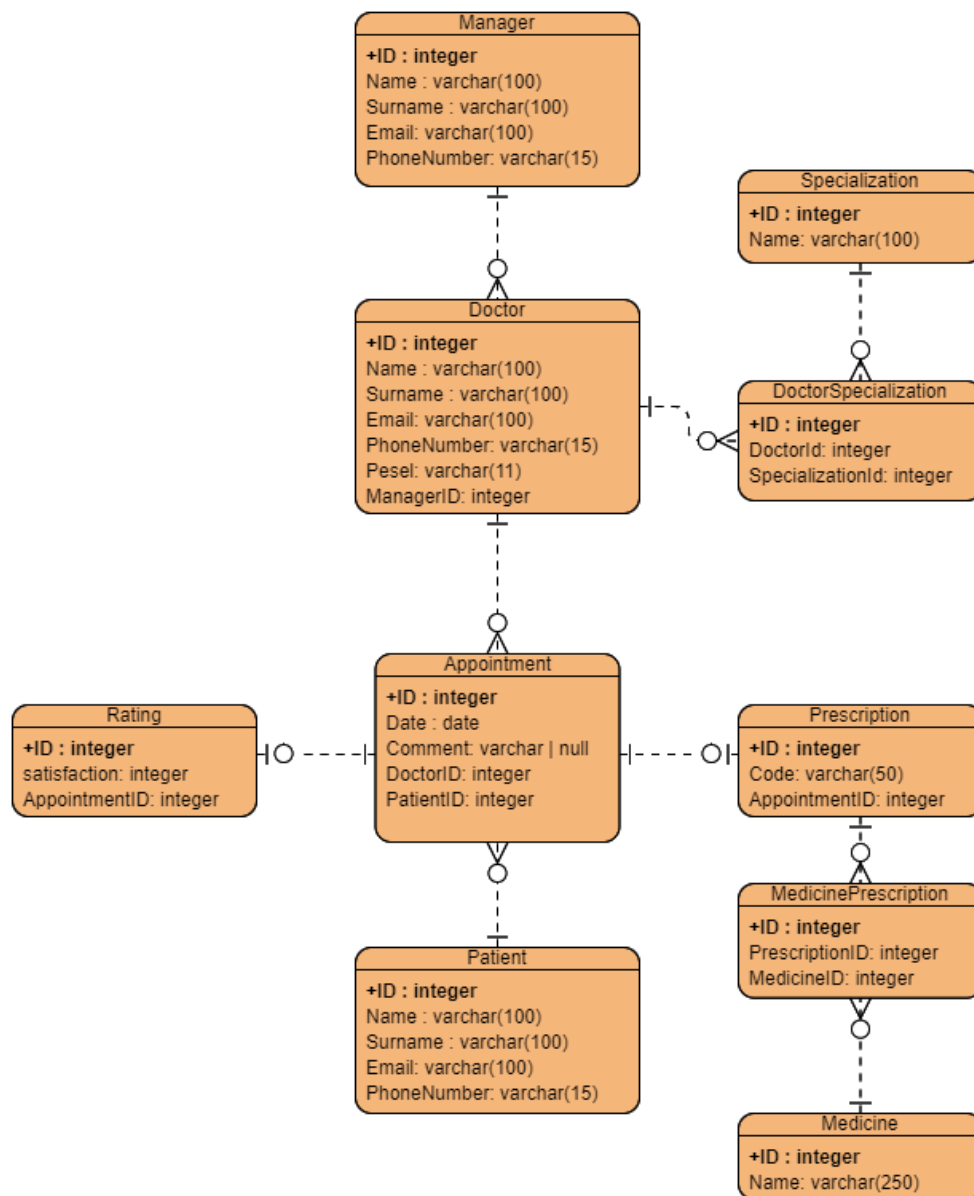 Manager
+ID : integer
Name : varchar(100)
Surname : varchar(100)
Email: varchar(100)
PhoneNumber: varchar(15)
Specialization
+ID : integer
Name: varchar(100)
Doctor
+ID : integer
Name : varchar(100)
Surname : varchar(100)
Email: varchar(100)
PhoneNumber: varchar(15)
Pesel: varchar(11)
ManagerID: integer
DoctorSpecialization
+ID : integer
DoctorId: integer
SpecializationId: integer
Appointment
+ID : integer
Date : date
Comment: varchar | null
DoctorID: integer
PatientID: integer
Rating
+ID : integer
satisfaction: integer
AppointmentID: integer
Prescription
+ID : integer
Code: varchar(50)
AppointmentID: integer
MedicinePrescription
+ID : integer
PrescriptionID: integer
MedicineID: integer
Patient
+ID : integer
Name : varchar(100)
Surname : varchar(100)
Email: varchar(100)
PhoneNumber: varchar(15)
Medicine
+ID : integer
Name: varchar(250)